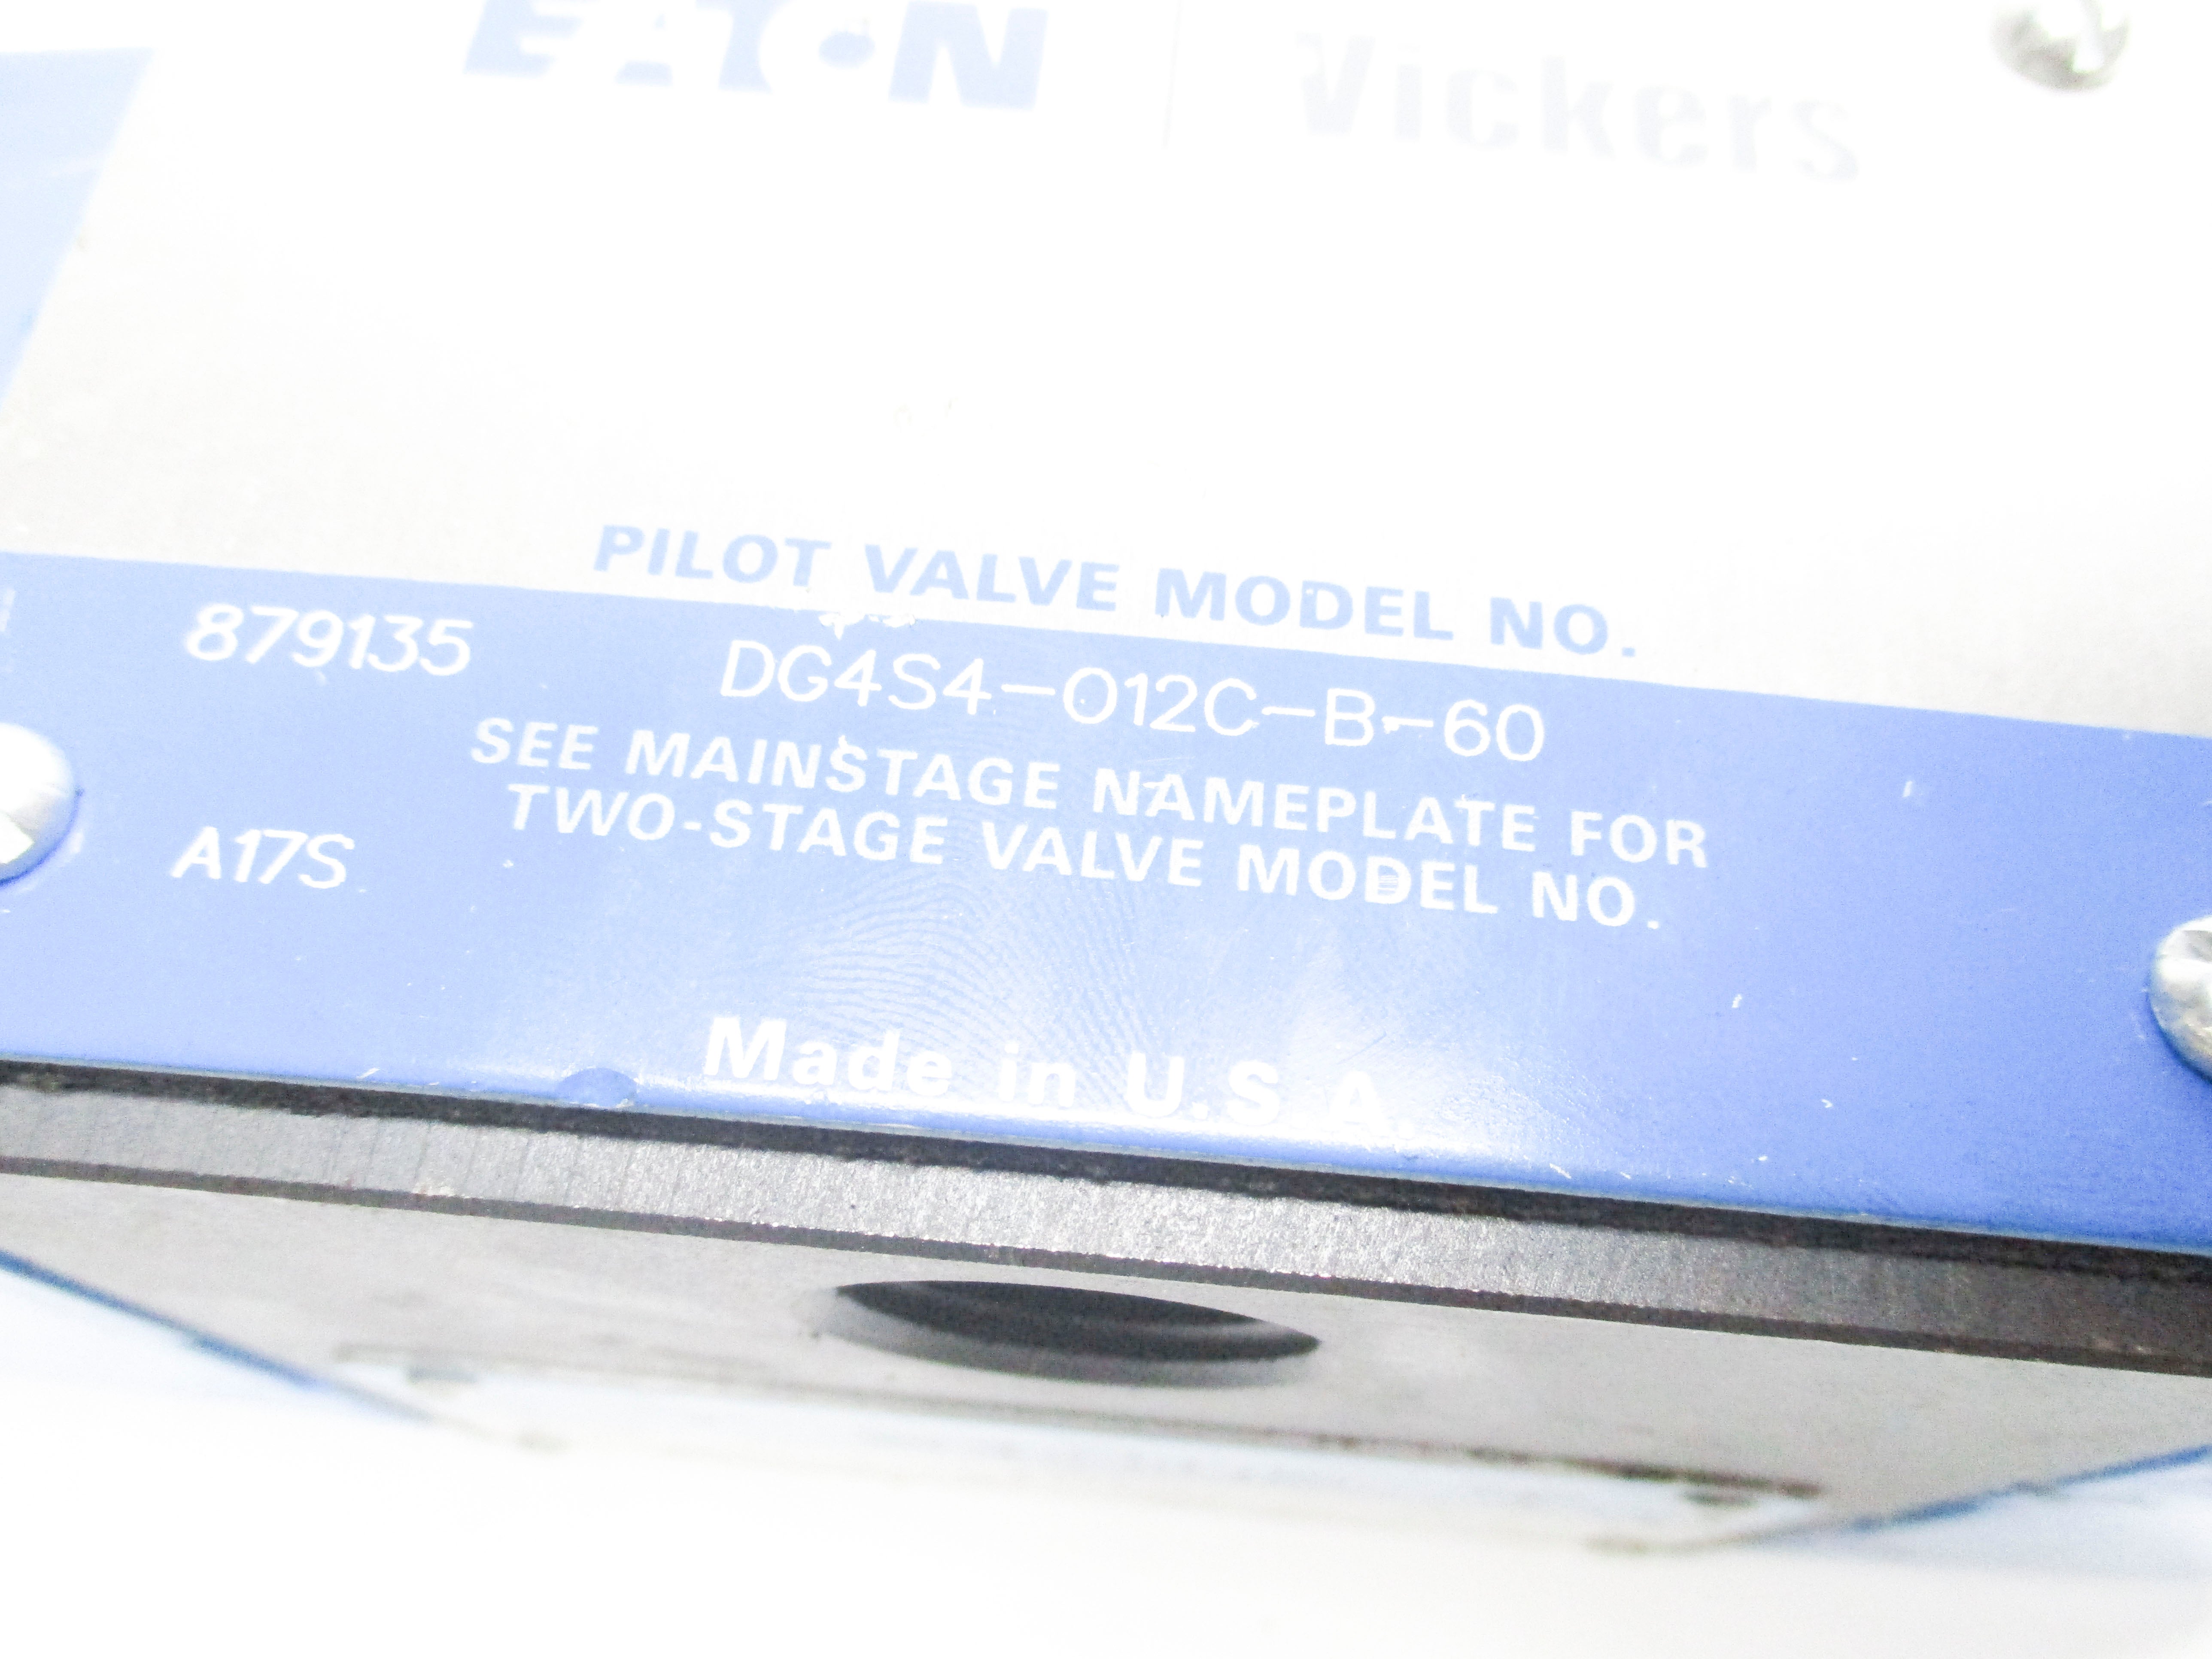 EATON Vickers
PILOT VALVE MODEL NO.
879135 DG4S4-012C-B-60
SEE MAINSTAGE NAMEPLATE FOR
TWO-STAGE VALVE MODEL NO.
A17S
Made in U.S.A.